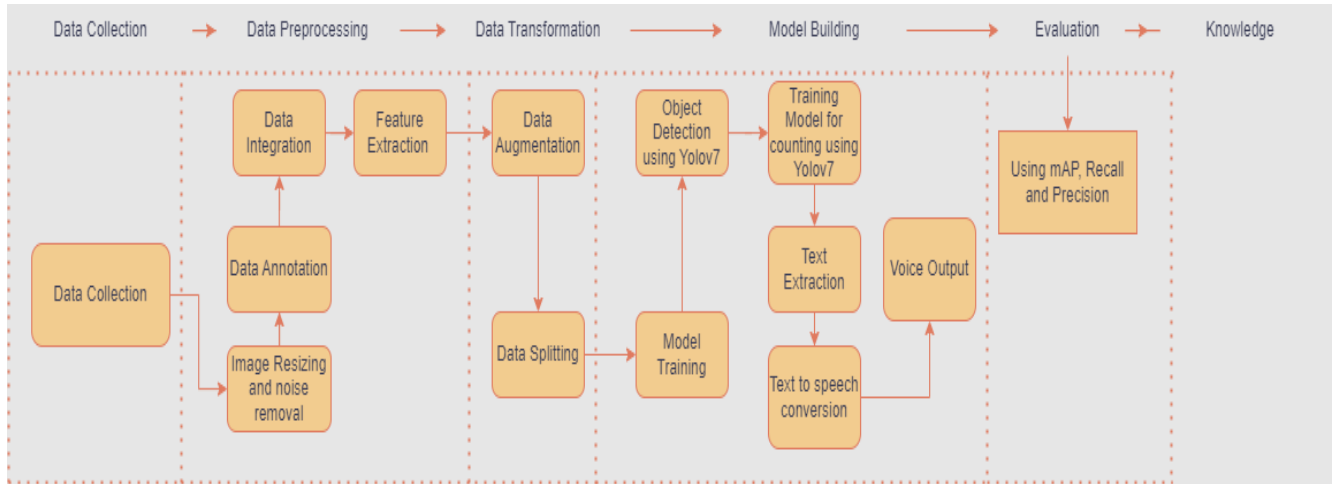 Data Collection
Data Preprocessing
Data Transformation
Model Building
Evaluation
Knowledge
Data Collection
Image Resizing
and noise
removal
Data Annotation
Data
Integration
Feature
Extraction
Data
Augmentation
Data Splitting
Model
Training
Object
Detection
using Yolov7
Training
Model for
counting using
Yolov7
Text
Extraction
Text to speech
conversion
Voice Output
Using mAP, Recall
and Precision